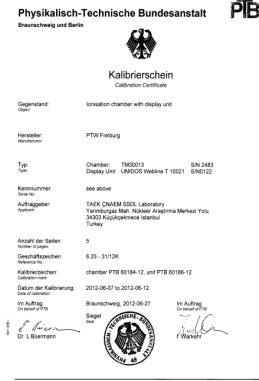 Physikalisch-Technische Bundesanstalt
PTB
Braunschweig und Berlin
Kalibrierschein
Calibration Certificate
Gegenstand: Ionisation chamber with display unit
Object
Hersteller: PTW Freiburg
Manufacturer
Typ: Chamber: TM30013 S/N 2483
Type Display Unit: UNIDOS Webline T 10021 S/N0122
Kennnummer: see above
Serial No.:
Auftraggeber: TAEK ÇNAEM SSDL Laboratory
Applicant Yarımburgaz Mah. Nükleer Araştırma Merkezi Yolu
34303 Küçükçekmece Istanbul
Turkey
Anzahl der Seiten: 5
Number of pages:
Geschäftszeichen: 6.25 - 31/12K
Reference No.:
Kalibrierzeichen: chamber PTB 60184-12, unit PTB 60186-12
Calibration mark:
Datum der Kalibrierung: 2012-06-07 to 2012-06-12
Date of calibration:
Im Auftrag Braunschweig, 2012-06-27 Im Auftrag
On behalf of PTB Siegel On behalf of PTB
Seal
PHYSIKALISCH-TECHNISCHE-BUNDESANSTALT
48
Dr. L.Büermann Warkehr